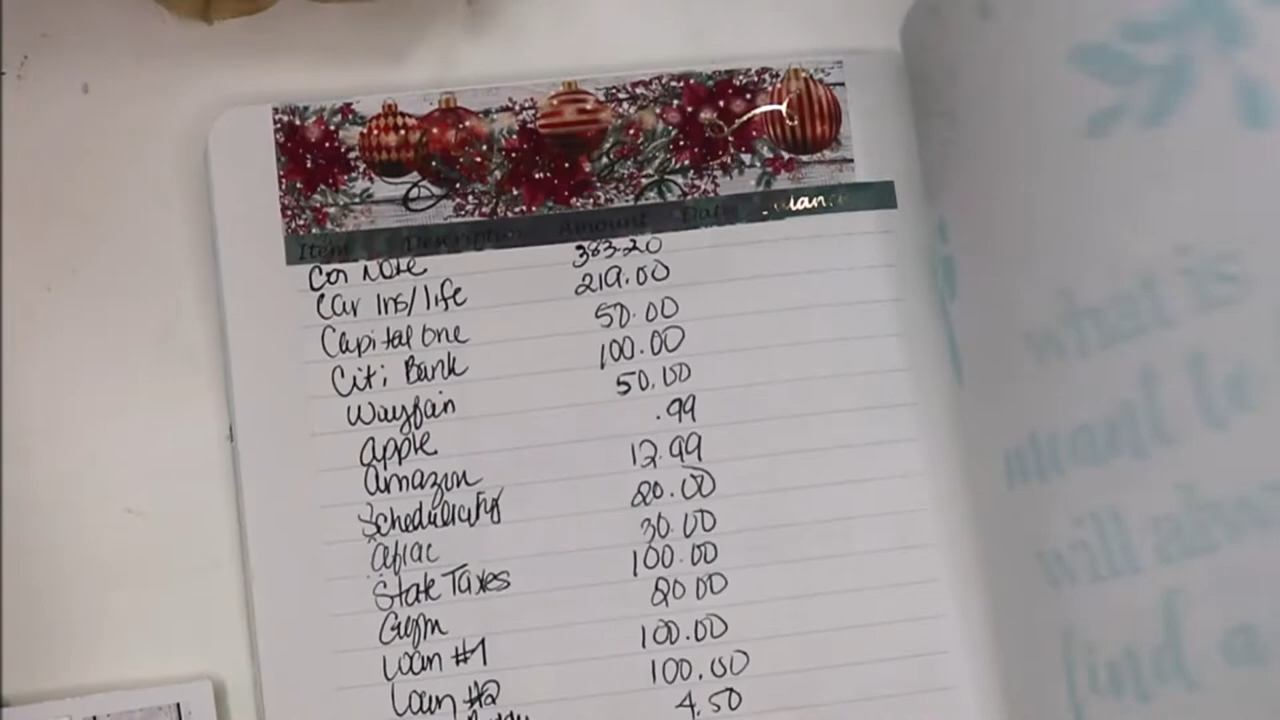 Item Description Amount Date
Car Note 383.20
Car Ins/life 219.00
Capital One 50.00
Citi Bank 100.00
Wayfair 50.00
Apple .99
Amazon 12.99
Schedulicity 20.00
Aflac 30.00
State Taxes 100.00
Gym 20.00
Loan #1 100.00
Loan #2 100.00
4.50